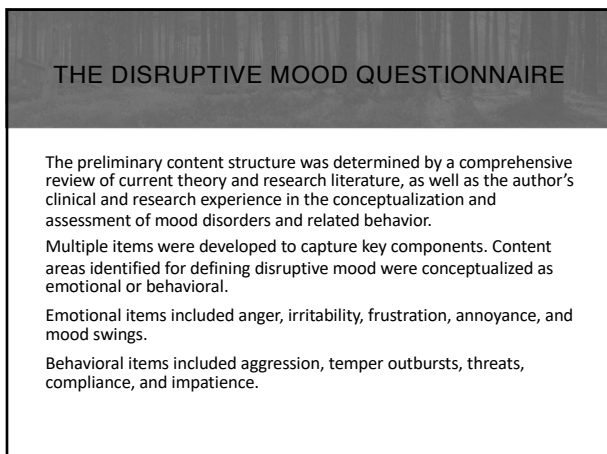 THE DISRUPTIVE MOOD QUESTIONNAIRE
The preliminary content structure was determined by a comprehensive
review of current theory and research literature, as well as the author’s
clinical and research experience in the conceptualization and
assessment of mood disorders and related behavior.
Multiple items were developed to capture key components. Content
areas identified for defining disruptive mood were conceptualized as
emotional or behavioral.
Emotional items included anger, irritability, frustration, annoyance, and
mood swings.
Behavioral items included aggression, temper outbursts, threats,
compliance, and impatience.